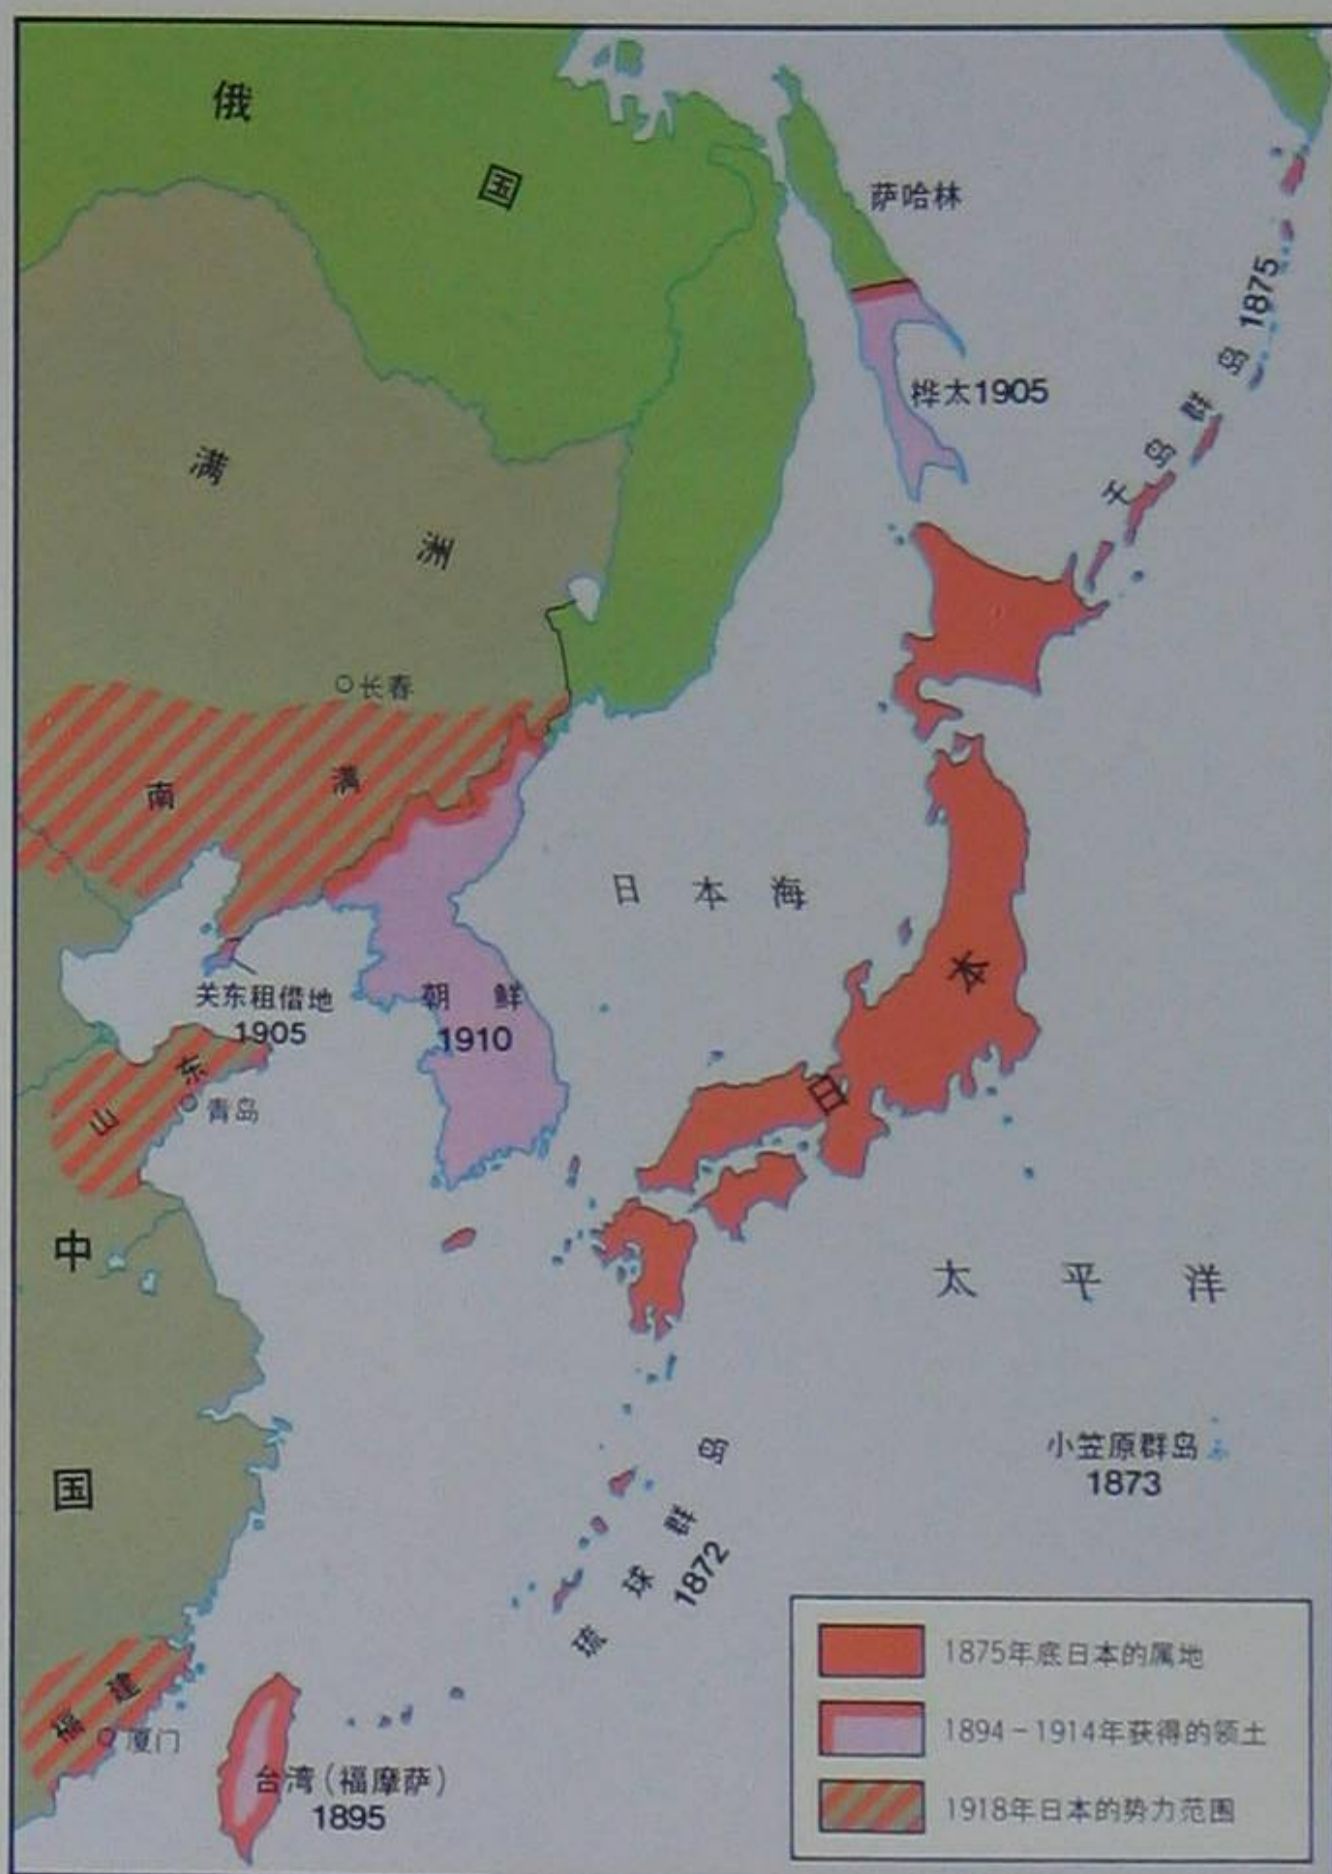 俄国
萨哈林
千岛群岛 1875
桦太1905
满洲
长春
南满
日本海
关东租借地
1905
朝鲜
1910
日本
山东
青岛
中国
太平洋
小笠原群岛
1873
琉球群岛
1872
福建
厦门
台湾(福摩萨)
1895
1875年底日本的属地
1894-1914年获得的领土
1918年日本的势力范围